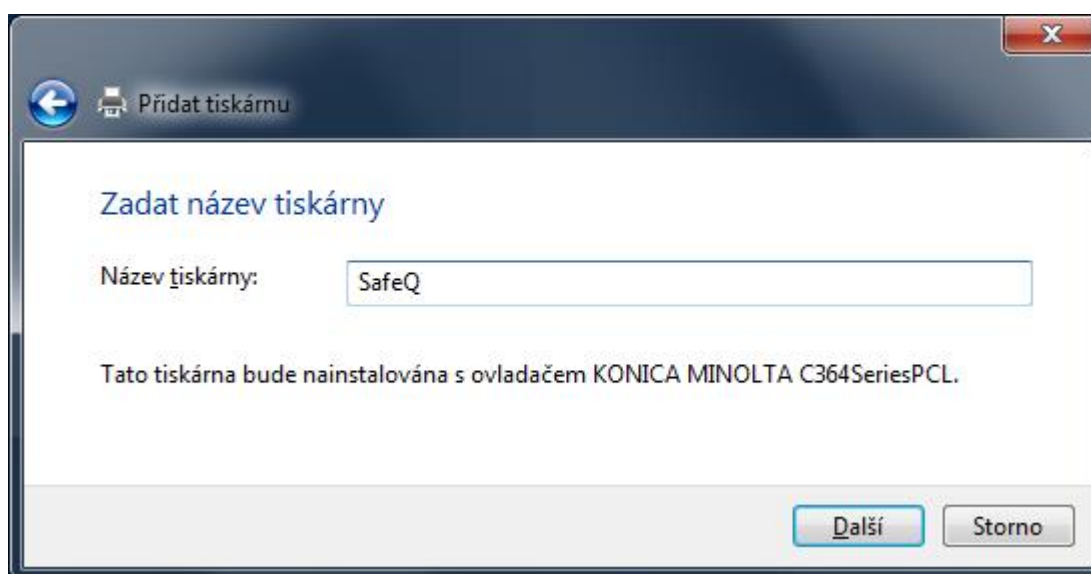 Přidat tiskárnu
Zadat název tiskárny
Název tiskárny: SafeQ
Tato tiskárna bude nainstalována s ovladačem KONICA MINOLTA C364SeriesPCL.
Další Storno